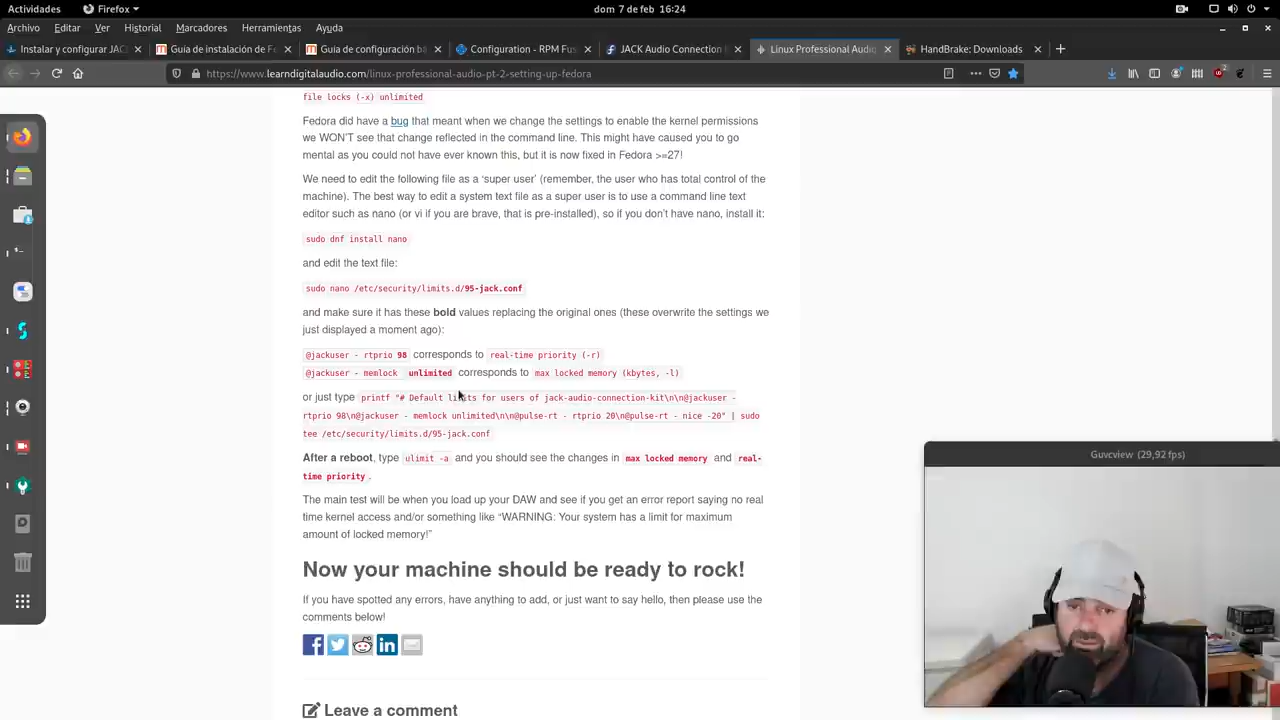 Actividades
Firefox
dom 7 de feb 16:24
Archivo Editar Ver Historial Marcadores Herramientas Ayuda
Instalar y configurar JAC
Guia de instalación de Fe
Guia de configuración bá
Configuration - RPM Fus
JACK Audio Connection K
Linux Professional Audio
HandBrake: Downloads
https://www.learndigitalaudio.com/linux-professional-audio-pt-2-setting-up-fedora
2
file locks (-x) unlimited
Fedora did have a bug that meant when we change the settings to enable the kernel permissions
we WON'T see that change reflected in the command line. This might have caused you to go
mental as you could not have ever known this, but it is now fixed in Fedora >=27!
We need to edit the following file as a ‘super user’ (remember, the user who has total control of the
machine). The best way to edit a system text file as a super user is to use a command line text
editor such as nano (or vi if you are brave, that is pre-installed), so if you don’t have nano, install it:
sudo dnf install nano
and edit the text file:
sudo nano /etc/security/limits.d/95-jack.conf
and make sure it has these bold values replacing the original ones (these overwrite the settings we
just displayed a moment ago):
@jackuser - rtprio 98 corresponds to real-time priority (-r)
@jackuser - memlock unlimited corresponds to max locked memory (kbytes, -l)
or just type printf "# Default limits for users of jack-audio-connection-kit\n\n@jackuser -
rtprio 98\n@jackuser - memlock unlimited\n\n@pulse-rt - rtprio 20\n@pulse-rt - nice -20" | sudo
tee /etc/security/limits.d/95-jack.conf
After a reboot, type ulimit -a and you should see the changes in max locked memory and real-
time priority.
The main test will be when you load up your DAW and see if you get an error report saying no real
time kernel access and/or something like “WARNING: Your system has a limit for maximum
amount of locked memory!”
Now your machine should be ready to rock!
If you have spotted any errors, have anything to add, or just want to say hello, then please use the
comments below!
Leave a comment
Guvcview (29,92 fps)